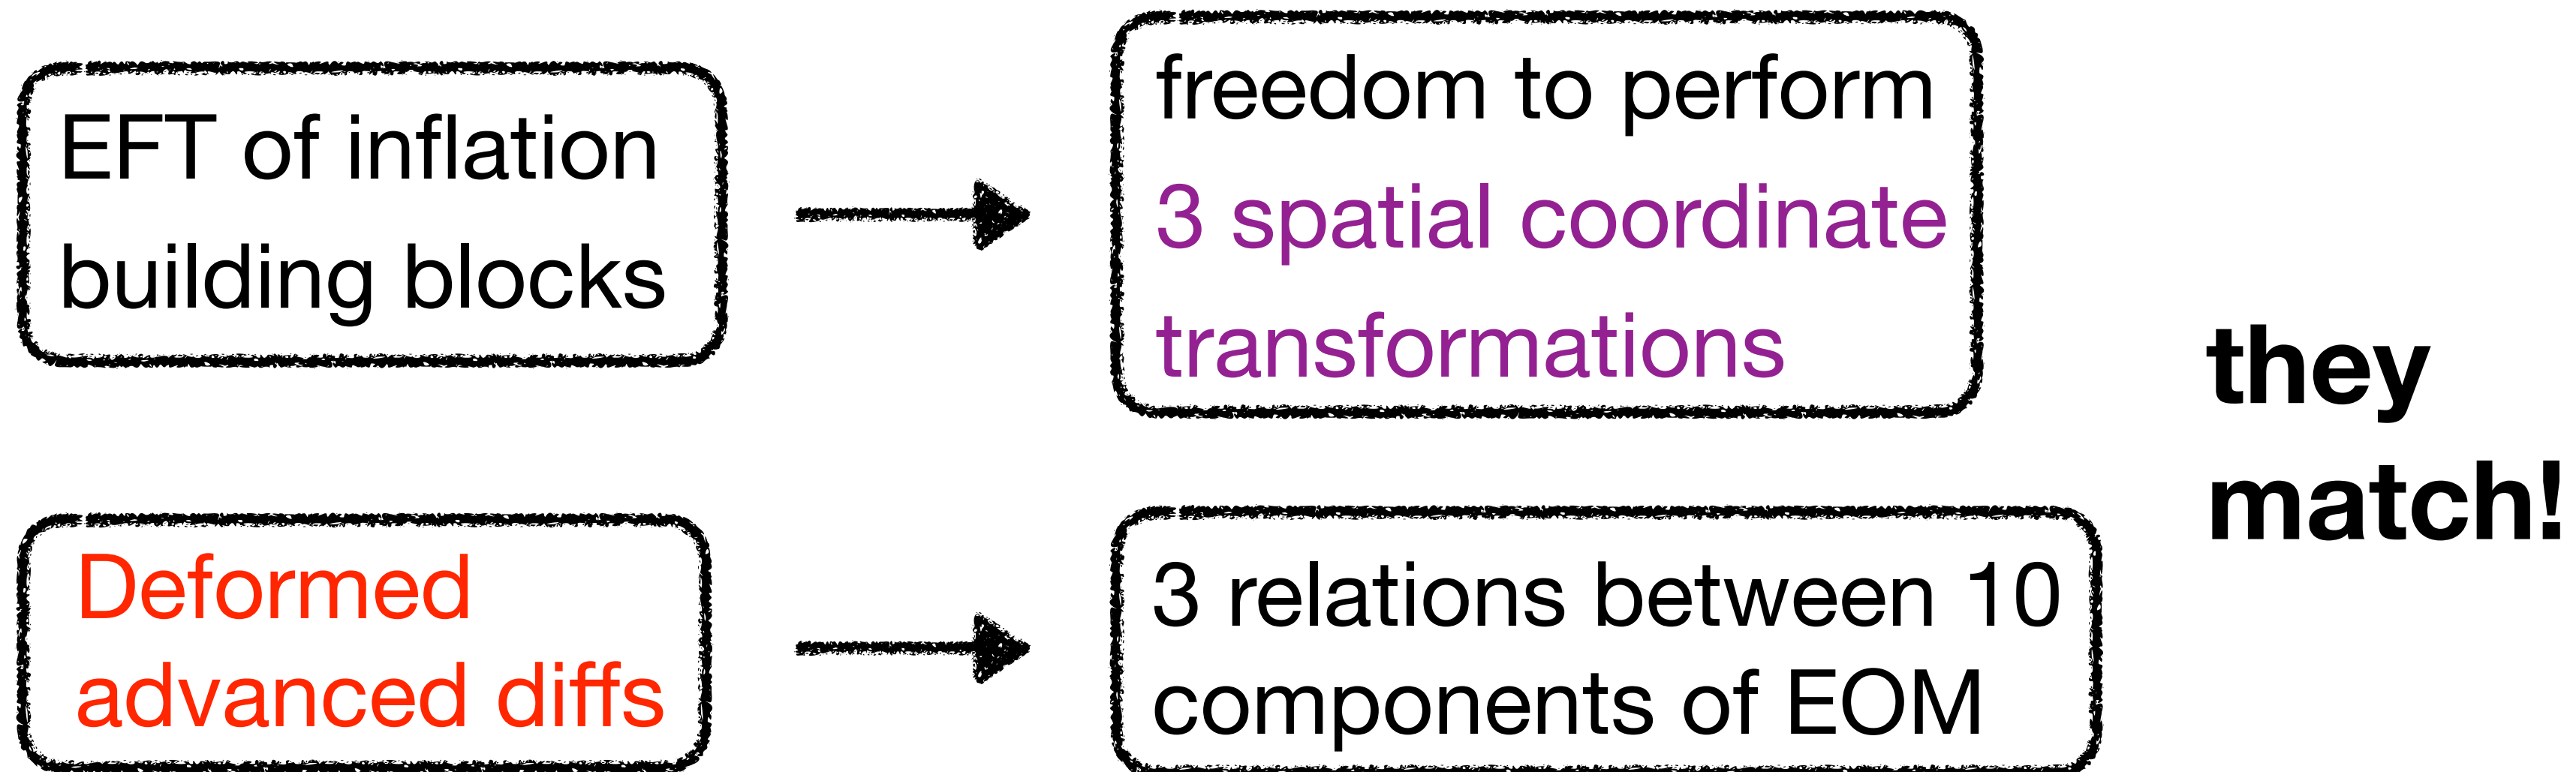 EFT of inflation
building blocks
freedom to perform
3 spatial coordinate
transformations
Deformed
advanced diffs
3 relations between 10
components of EOM
they
match!